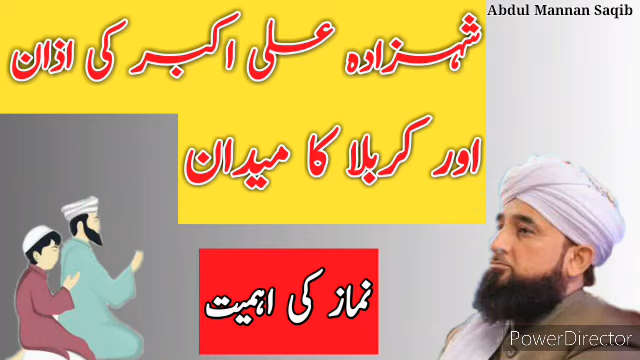 Abdul Mannan Saqib
شہزادہ علی اکبر کی اذان
اور کربلا کا میدان
نماز کی اہمیت
PowerDirector